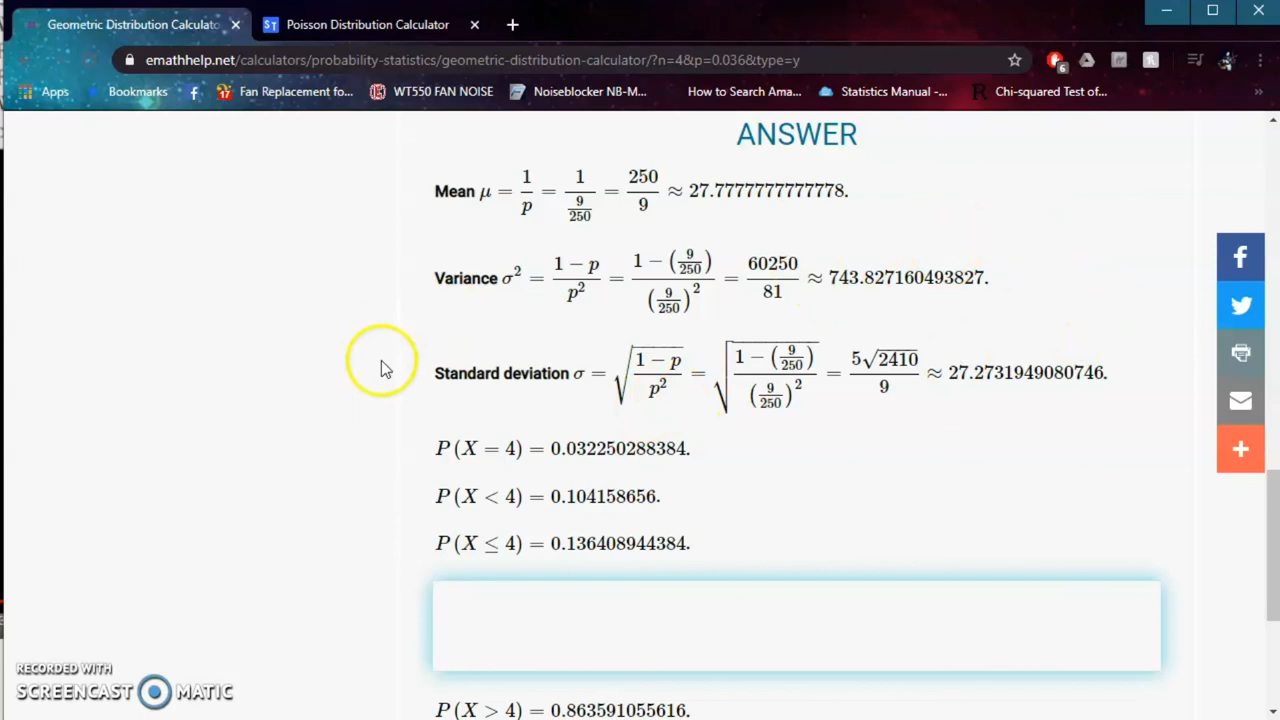 Geometric Distribution Calculato
ST Poisson Distribution Calculator
emathhelp.net/calculators/probability-statistics/geometric-distribution-calculator/?n=4&p=0.036&type=y
6
Apps Bookmarks f 17 Fan Replacement fo... WT550 FAN NOISE Noiseblocker NB-M... How to Search Ama... Statistics Manual -... R Chi-squared Test of... »
ANSWER
Mean μ = 1/p = 1/(9/250) = 250/9 ≈ 27.7777777777778.
Variance σ² = (1 − p)/p² = (1 − (9/250))/(9/250)² = 60250/81 ≈ 743.827160493827.
Standard deviation σ = √((1 − p)/p²) = √((1 − (9/250))/(9/250)²) = 5√2410/9 ≈ 27.2731949080746.
P (X = 4) = 0.032250288384.
P (X < 4) = 0.104158656.
P (X ≤ 4) = 0.136408944384.
P (X > 4) = 0.863591055616.
RECORDED WITH
SCREENCAST MATIC